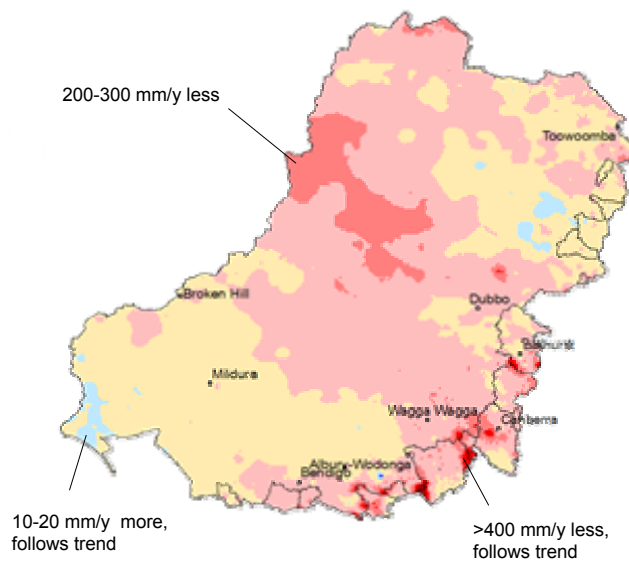 200-300 mm/y less
Toowoomba
Broken Hill
Dubbo
Bathurst
Mildura
Wagga Wagga
Canberra
Albury-Wodonga
Bendigo
10-20 mm/y more,
follows trend
>400 mm/y less,
follows trend